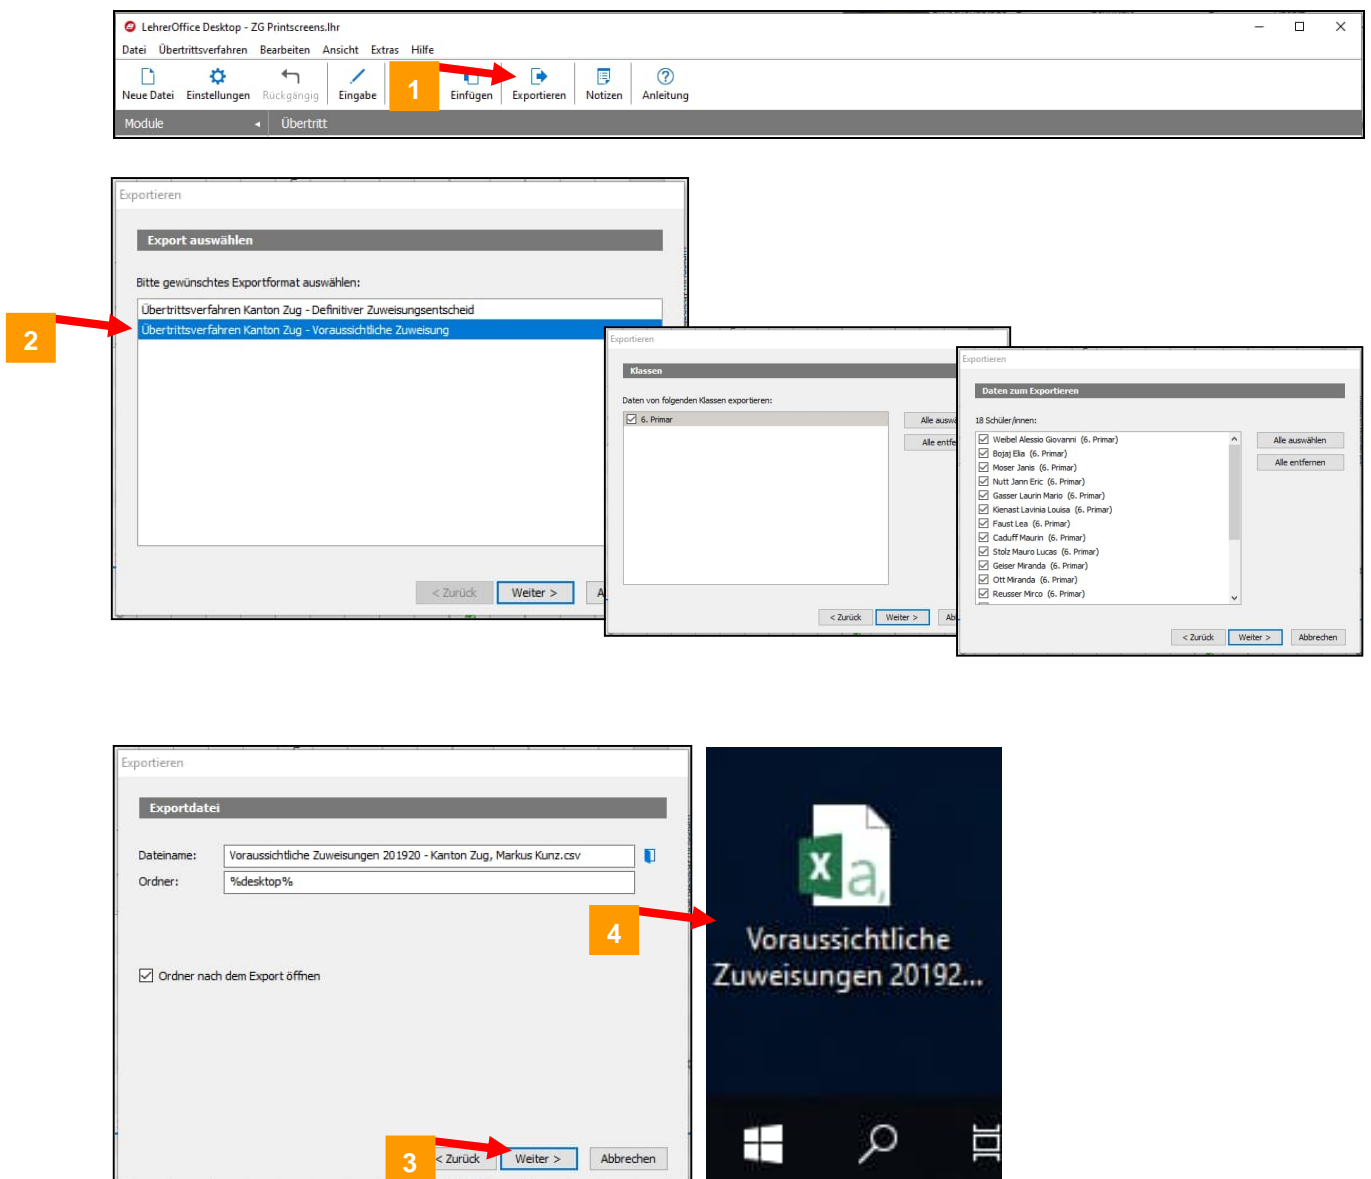 LehrerOffice Desktop - ZG Printscreens.lhr
Datei Übertrittsverfahren Bearbeiten Ansicht Extras Hilfe
Neue Datei Einstellungen Rückgängig Eingabe 1 Einfügen Exportieren Notizen Anleitung
Module Übertritt
Exportieren
Export auswählen
Bitte gewünschtes Exportformat auswählen:
Übertrittsverfahren Kanton Zug - Definitiver Zuweisungsentscheid
Übertrittsverfahren Kanton Zug - Voraussichtliche Zuweisung
2
< Zurück Weiter > A
Exportieren
Klassen
Daten von folgenden Klassen exportieren:
6. Primar
Alle ausw
Alle entfe
< Zurück Weiter > Ab
Exportieren
Daten zum Exportieren
18 Schüler/innen:
Weibel Alessio Giovanni (6. Primar)
Bojaj Elia (6. Primar)
Moser Janis (6. Primar)
Nutt Jann Eric (6. Primar)
Gasser Laurin Mario (6. Primar)
Kienast Lavinia Louisa (6. Primar)
Faust Lea (6. Primar)
Caduff Maurin (6. Primar)
Stolz Mauro Lucas (6. Primar)
Geiser Miranda (6. Primar)
Ott Miranda (6. Primar)
Reusser Mirco (6. Primar)
Alle auswählen
Alle entfernen
< Zurück Weiter > Abbrechen
Exportieren
Exportdatei
Dateiname: Voraussichtliche Zuweisungen 201920 - Kanton Zug, Markus Kunz.csv
Ordner: %desktop%
Ordner nach dem Export öffnen
3
< Zurück Weiter > Abbrechen
4
X a,
Voraussichtliche
Zuweisungen 20192...